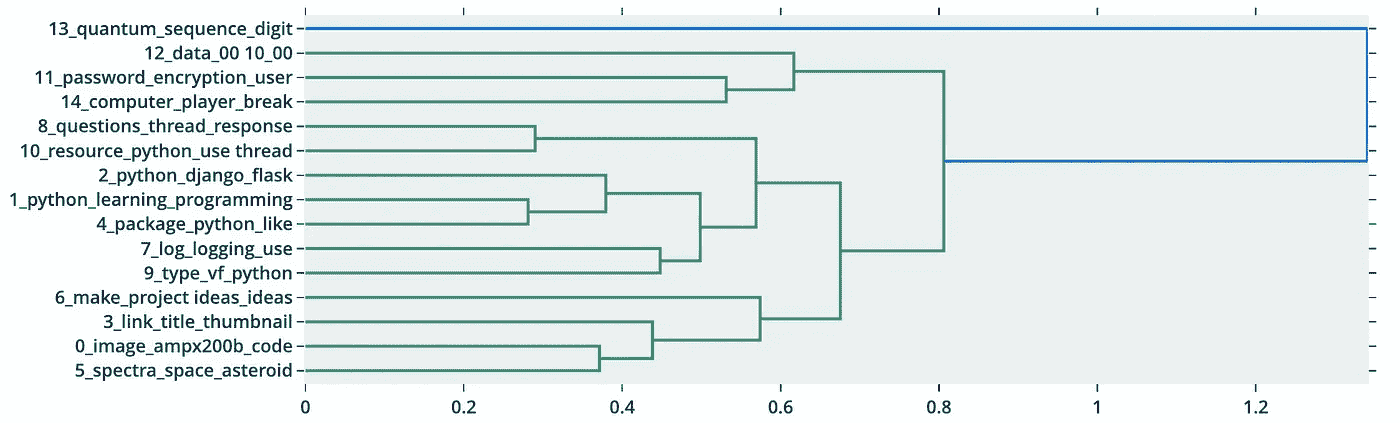 13_quantum_sequence_digit
12_data_00 10_00
11_password_encryption_user
14_computer_player_break
8_questions_thread_response
10_resource_python_use thread
2_python_django_flask
1_python_learning_programming
4_package_python_like
7_log_logging_use
9_type_vf_python
6_make_project ideas_ideas
3_link_title_thumbnail
0_image_ampx200b_code
5_spectra_space_asteroid
0 0.2 0.4 0.6 0.8 1 1.2